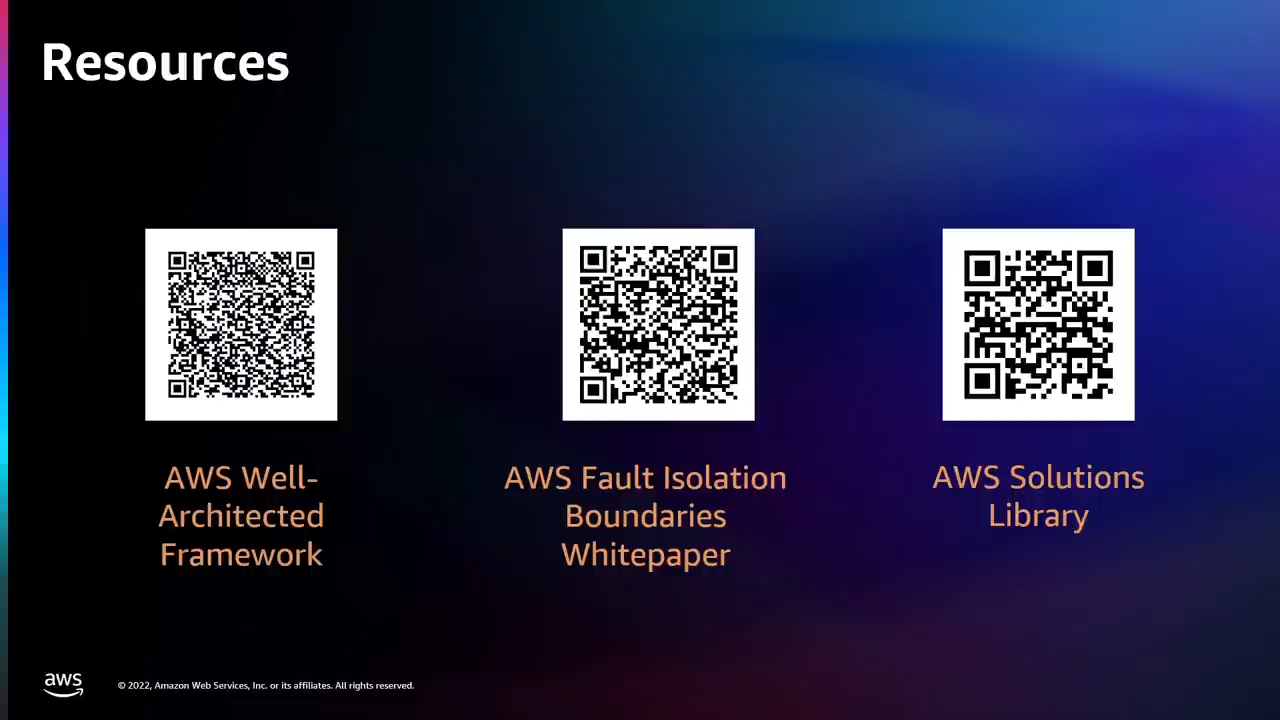 Resources
AWS Well-
Architected
Framework
AWS Fault Isolation
Boundaries
Whitepaper
AWS Solutions
Library
aws
© 2022, Amazon Web Services, Inc. or its affiliates. All rights reserved.